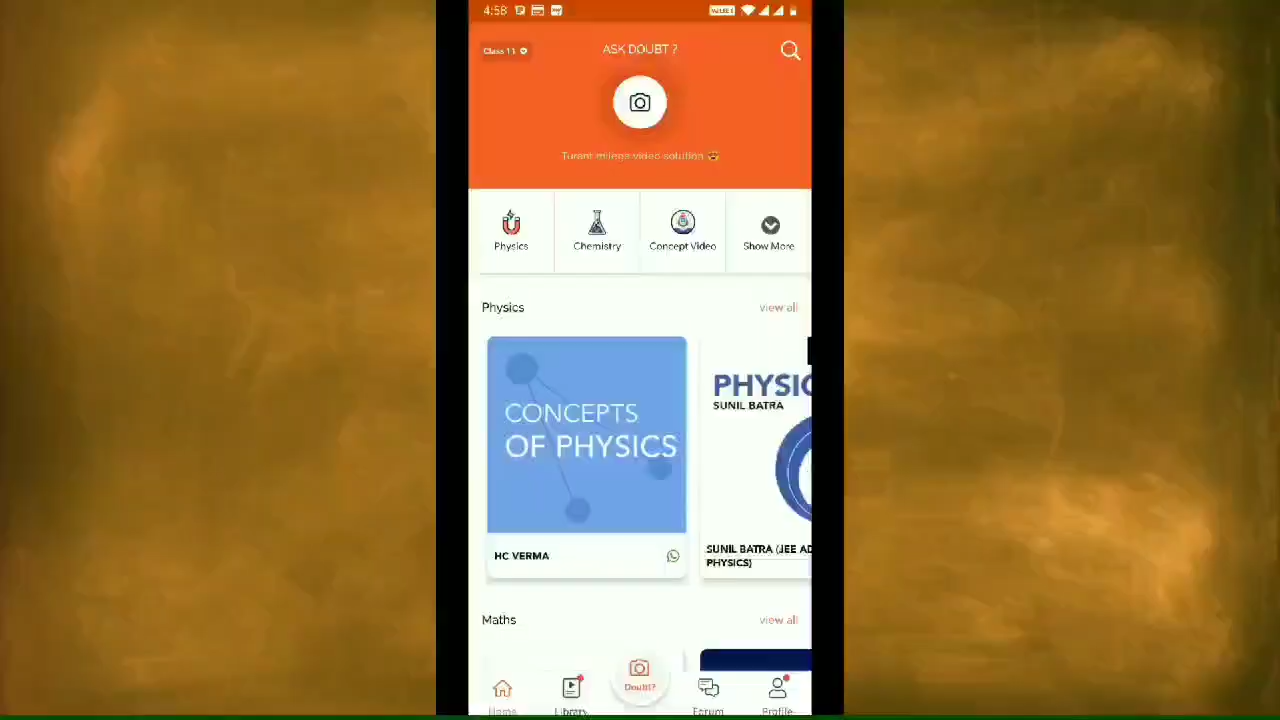 4:58
Class 11
ASK DOUBT ?
Turant milega video solution
Physics
Chemistry
Concept Video
Show More
Physics
view all
CONCEPTS
OF PHYSICS
HC VERMA
PHYSIC
SUNIL BATRA
SUNIL BATRA (JEE AD
PHYSICS)
Maths
view all
Doubt?
Home
Library
Forum
Profile